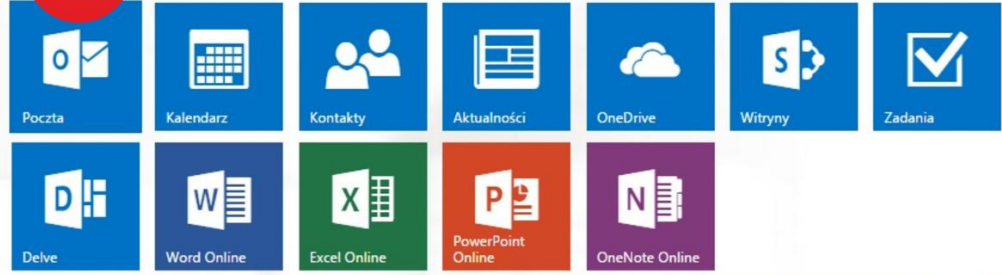 Poczta
Kalendarz
Kontakty
Aktualności
OneDrive
Witryny
Zadania
Delve
Word Online
Excel Online
PowerPoint
Online
OneNote Online